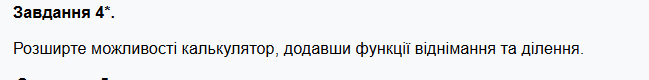 Завдання 4*.
Розширте можливості калькулятор, додавши функції віднімання та ділення.